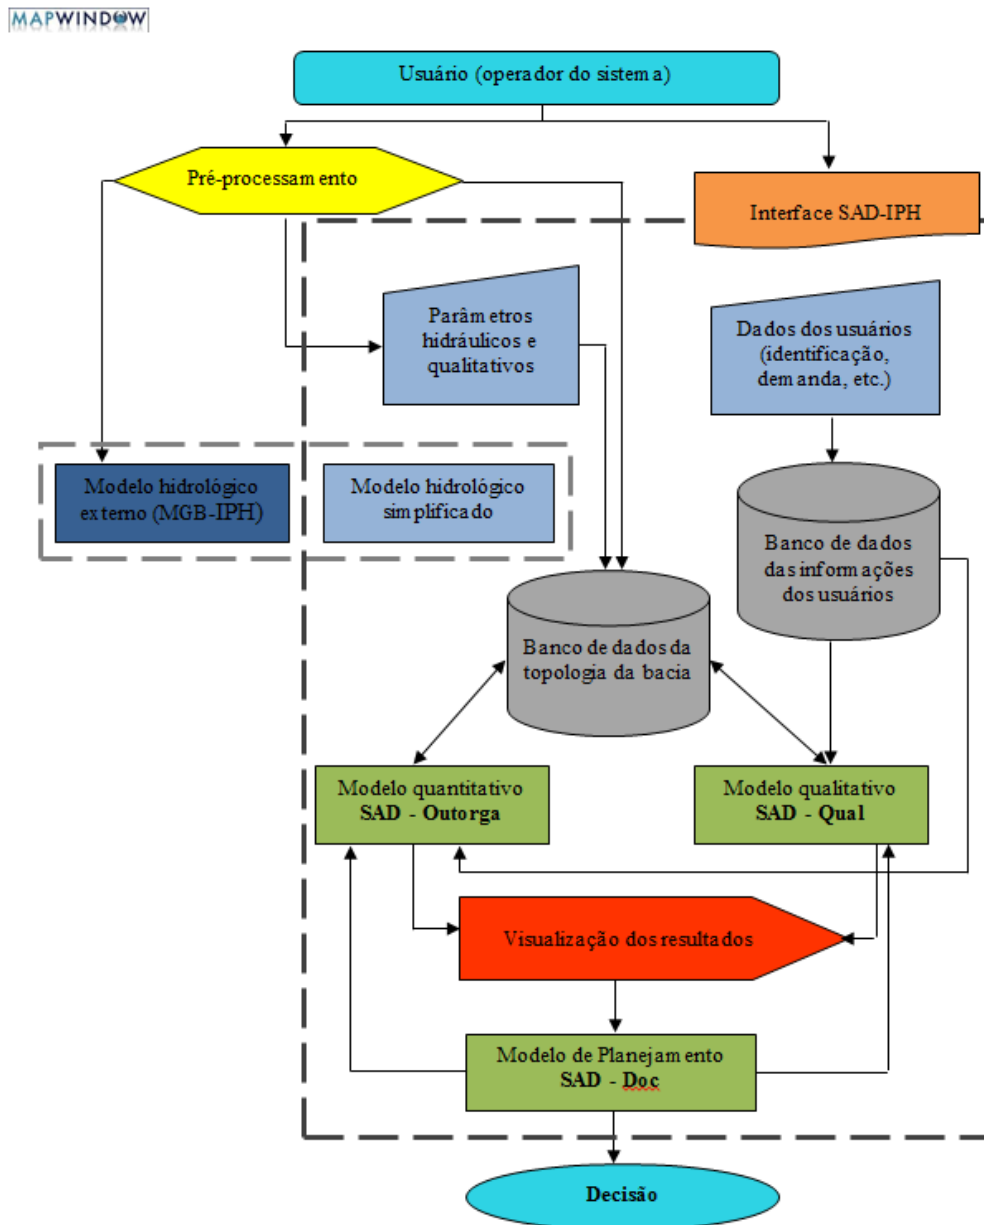 MAPWINDOW
Usuário (operador do sistema)
Pré-processamento
Interface SAD-IPH
Parâmetros
hidráulicos e
qualitativos
Dados dos usuários
(identificação,
demanda, etc.)
Modelo hidrológico
externo (MGB-IPH)
Modelo hidrológico
simplificado
Banco de dados
das informações
dos usuários
Banco de dados da
topologia da bacia
Modelo quantitativo
SAD - Outorga
Modelo qualitativo
SAD - Qual
Visualização dos resultados
Modelo de Planejamento
SAD - Doc
Decisão